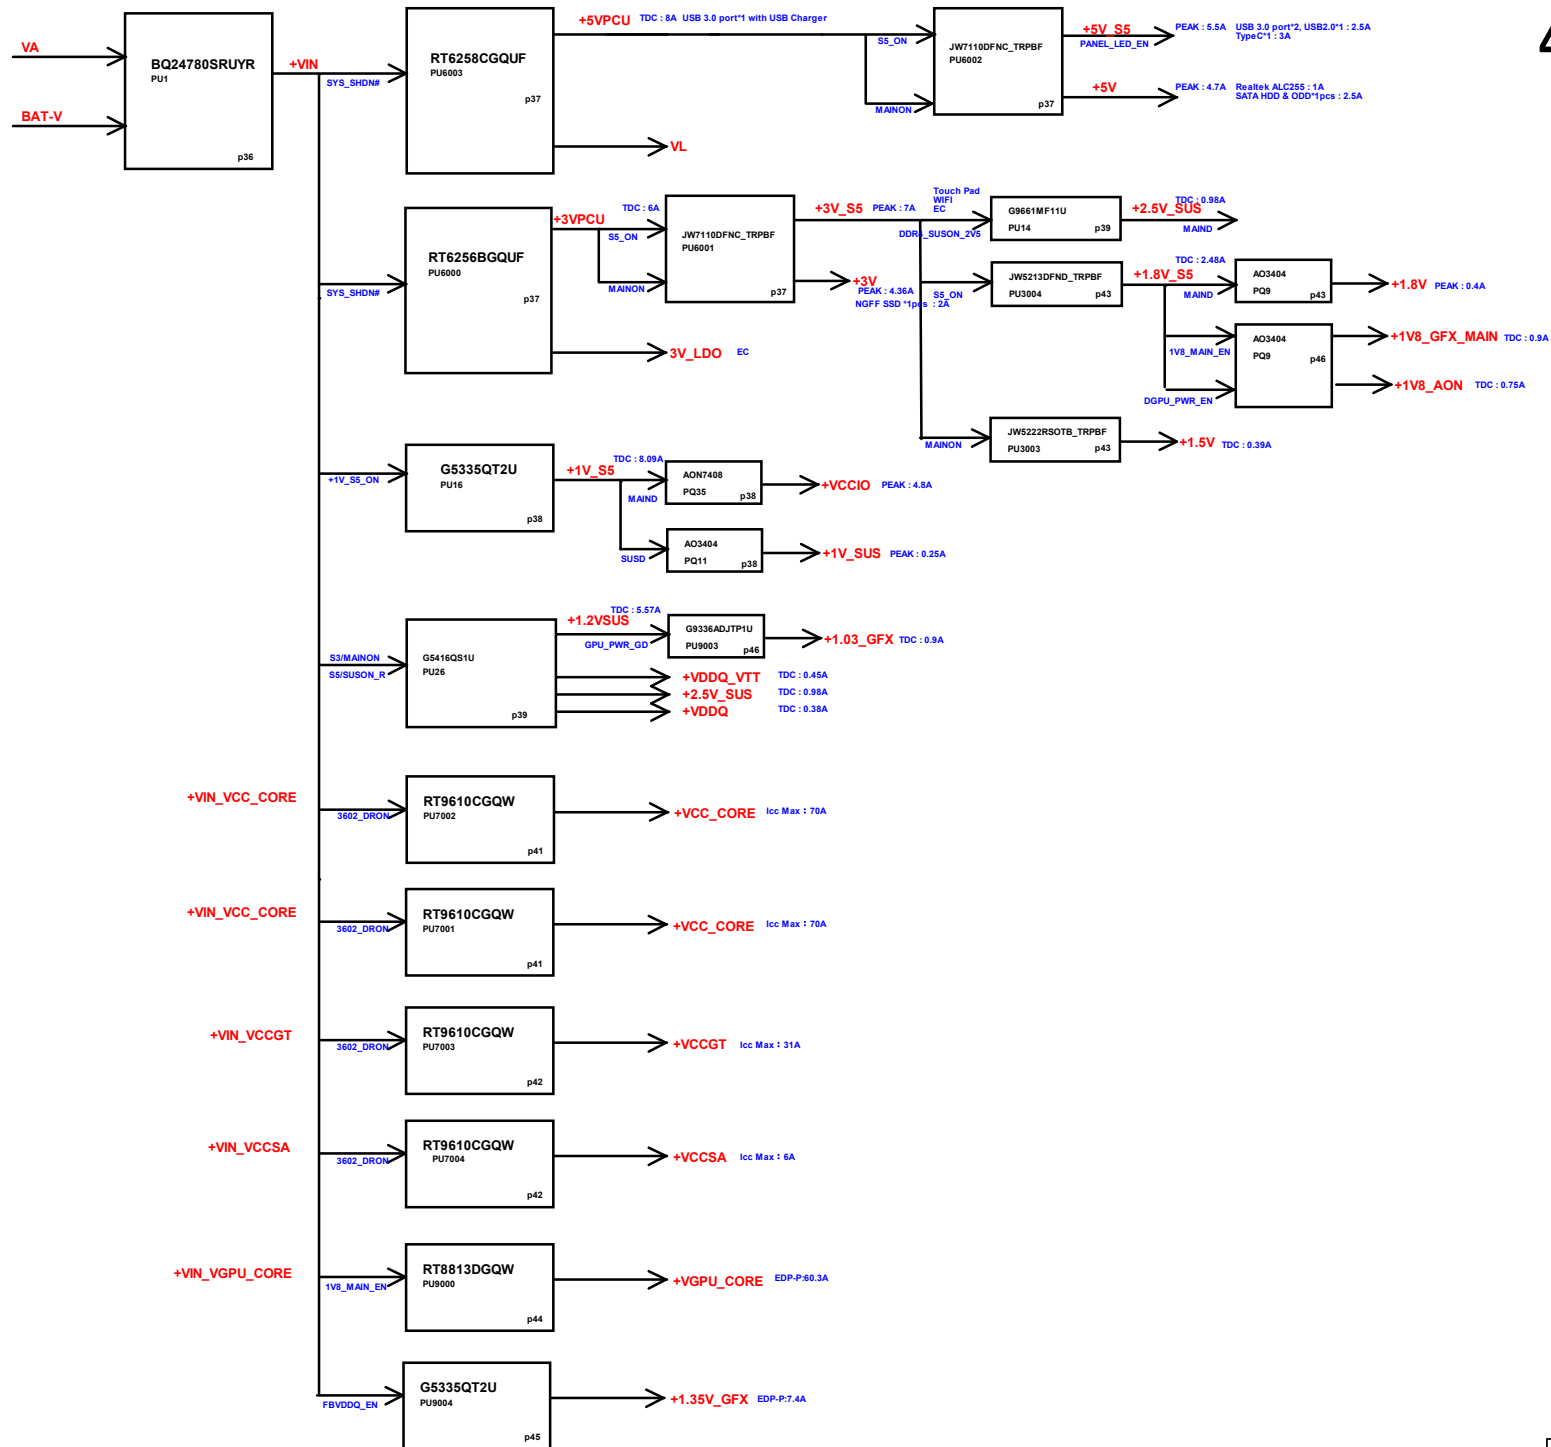 VA
BAT-V
BQ24780SRUYR
PU1
p36
+VIN
SYS_SHDN#
RT6258CGQUF
PU6003
p37
+5VPCU
TDC : 8A USB 3.0 port*1 with USB Charger
VL
S5_ON
MAINON
JW7110DFNC_TRPBF
PU6002
p37
+5V_S5
PANEL_LED_EN
PEAK : 5.5A USB 3.0 port*2, USB2.0*1 : 2.5A
TypeC*1 : 3A
+5V
PEAK : 4.7A Realtek ALC255 : 1A
SATA HDD & ODD*1pcs : 2.5A
4
SYS_SHDN#
RT6256BGQUF
PU6000
p37
+3VPCU
TDC : 6A
S5_ON
MAINON
3V_LDO
EC
JW7110DFNC_TRPBF
PU6001
p37
+3V_S5
PEAK : 7A
+3V
PEAK : 4.36A
NGFF SSD *1pcs : 2A
Touch Pad
WIFI
EC
DDR4_SUSON_2V5
G9661MF11U
PU14
p39
+2.5V_SUS
TDC : 0.98A
MAIND
S5_ON
JW5213DFND_TRPBF
PU3004
p43
+1.8V_S5
TDC : 2.48A
MAIND
AO3404
PQ9
p43
+1.8V
PEAK : 0.4A
1V8_MAIN_EN
DGPU_PWR_EN
AO3404
PQ9
p46
+1V8_GFX_MAIN
TDC : 0.9A
+1V8_AON
TDC : 0.75A
MAINON
JW5222RSOTB_TRPBF
PU3003
p43
+1.5V
TDC : 0.39A
+1V_S5_ON
G5335QT2U
PU16
p38
+1V_S5
TDC : 8.09A
MAIND
AON7408
PQ35
p38
+VCCIO
PEAK : 4.8A
SUSD
AO3404
PQ11
p38
+1V_SUS
PEAK : 0.25A
S3/MAINON
S5/SUSON_R
G5416QS1U
PU26
p39
+1.2VSUS
TDC : 5.57A
GPU_PWR_GD
G9336ADJTP1U
PU9003
p46
+1.03_GFX
TDC : 0.9A
+VDDQ_VTT
TDC : 0.45A
+2.5V_SUS
TDC : 0.98A
+VDDQ
TDC : 0.38A
+VIN_VCC_CORE
3602_DRON
RT9610CGQW
PU7002
p41
+VCC_CORE
Icc Max : 70A
+VIN_VCC_CORE
3602_DRON
RT9610CGQW
PU7001
p41
+VCC_CORE
Icc Max : 70A
+VIN_VCCGT
3602_DRON
RT9610CGQW
PU7003
p42
+VCCGT
Icc Max : 31A
+VIN_VCCSA
3602_DRON
RT9610CGQW
PU7004
p42
+VCCSA
Icc Max : 6A
+VIN_VGPU_CORE
1V8_MAIN_EN
RT8813DGQW
PU9000
p44
+VGPU_CORE
EDP-P:60.3A
FBVDDQ_EN
G5335QT2U
PU9004
p45
+1.35V_GFX
EDP-P:7.4A